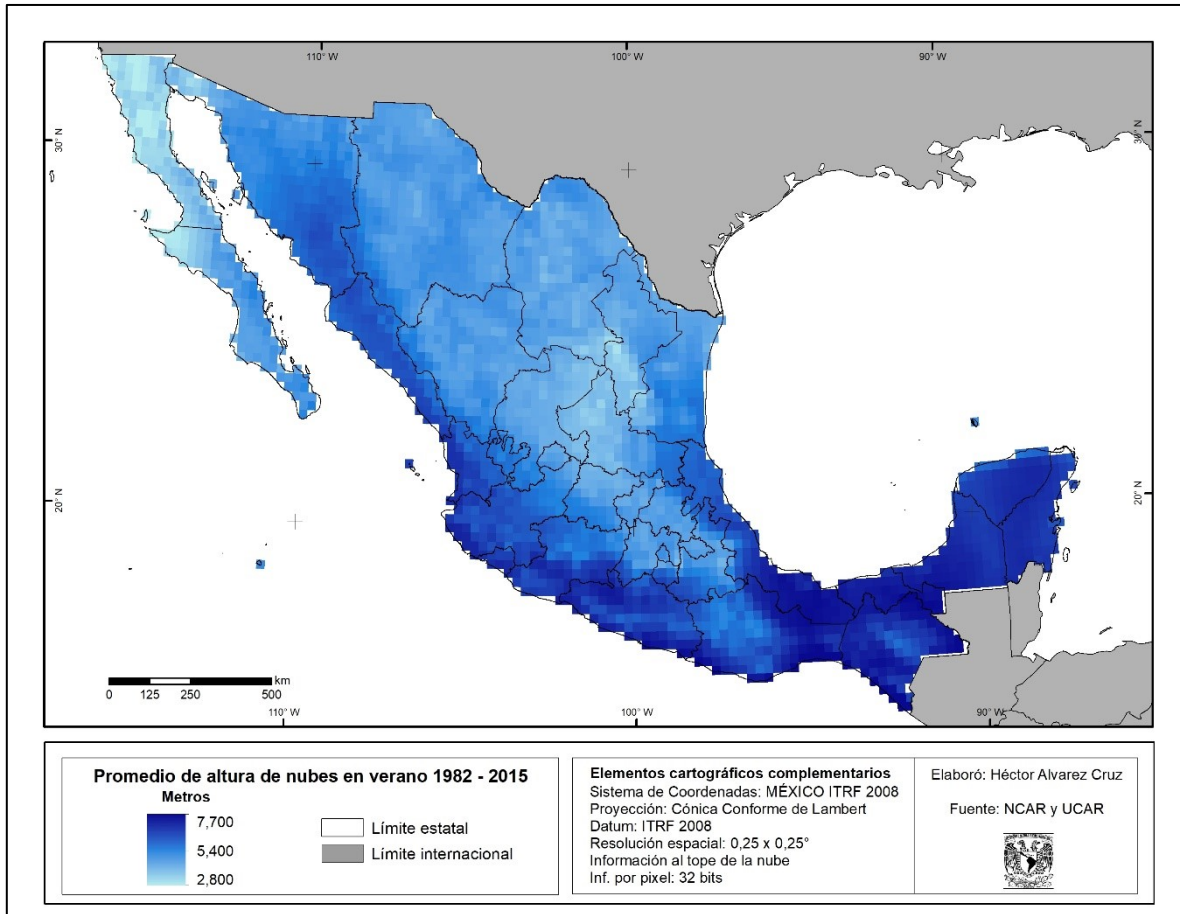 110° W
100° W
90° W
30° N
30° N
20° N
20° N
km
0 125 250 500
110° W
100° W
90° W
Promedio de altura de nubes en verano 1982 - 2015
Metros
7,700
5,400
2,800
Límite estatal
Límite internacional
Elementos cartográficos complementarios
Sistema de Coordenadas: MÉXICO ITRF 2008
Proyección: Cónica Conforme de Lambert
Datum: ITRF 2008
Resolución espacial: 0,25 x 0,25°
Información al tope de la nube
Inf. por pixel: 32 bits
Elaboró: Héctor Alvarez Cruz
Fuente: NCAR y UCAR